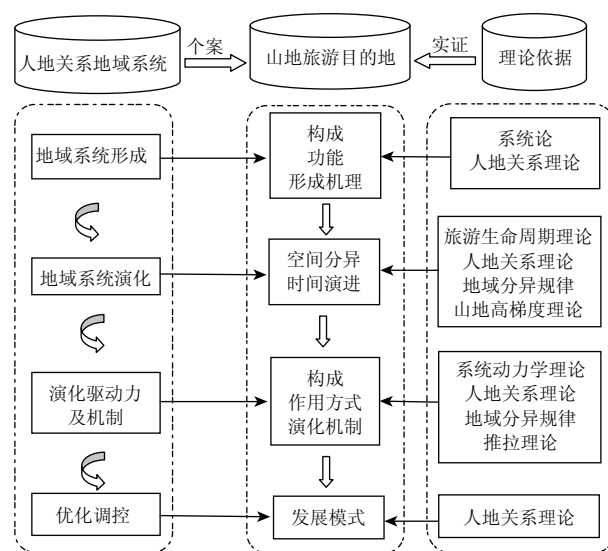 人地关系地域系统
个案
山地旅游目的地
实证
理论依据
地域系统形成
构成
功能
形成机理
系统论
人地关系理论
地域系统演化
空间分异
时间演进
旅游生命周期理论
人地关系理论
地域分异规律
山地高梯度理论
演化驱动力
及机制
构成
作用方式
演化机制
系统动力学理论
人地关系理论
地域分异规律
推拉理论
优化调控
发展模式
人地关系理论